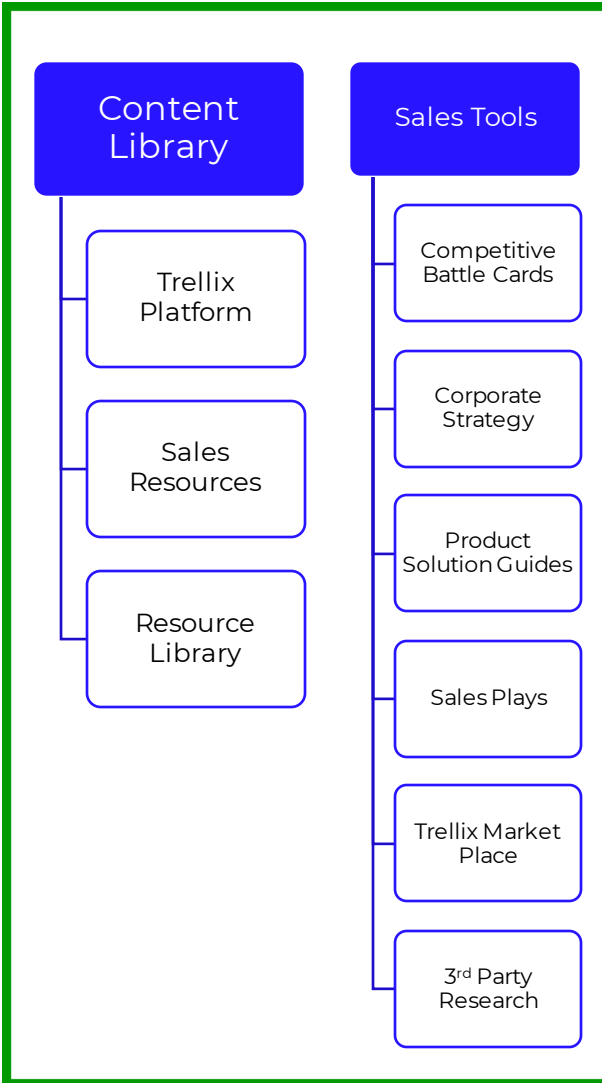 Content
Library
Trellix
Platform
Sales
Resources
Resource
Library
Sales Tools
Competitive
Battle Cards
Corporate
Strategy
Product
Solution Guides
Sales Plays
Trellix Market
Place
3rd Party
Research